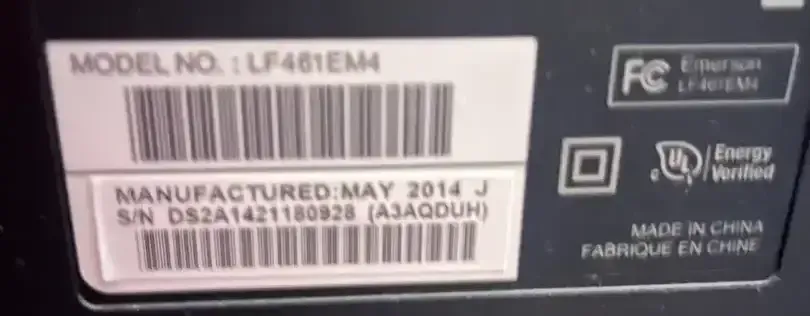 MODEL NO. : LF461EM4
MANUFACTURED:MAY 2014 J
S/N DS2A1421180928 (A3AQDUH)
FC Emerson
LF461EM4
c UL Energy
Verified
MADE IN CHINA
FABRIQUE EN CHINE